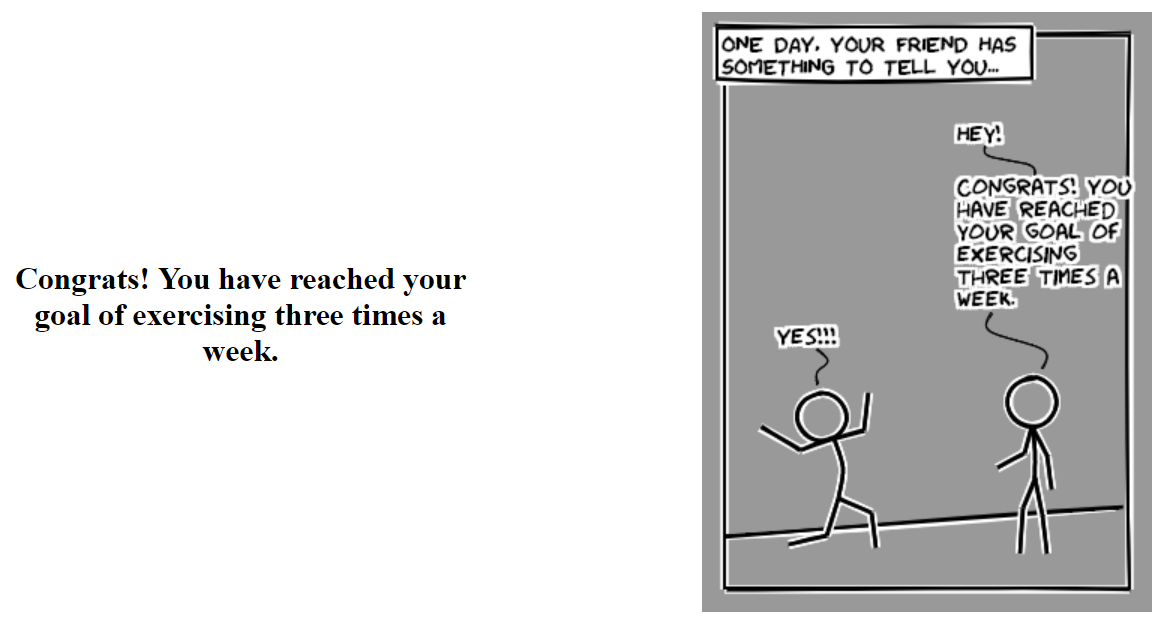 Congrats! You have reached your
goal of exercising three times a
week.
ONE DAY, YOUR FRIEND HAS
SOMETHING TO TELL YOU...
HEY!
CONGRATS! YOU
HAVE REACHED
YOUR GOAL OF
EXERCISING
THREE TIMES A
WEEK.
YES!!!